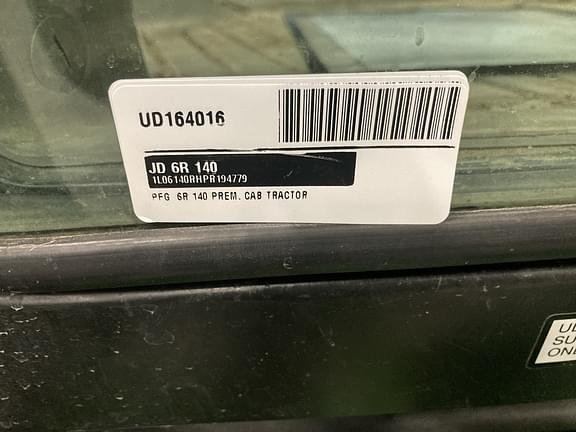 UD164016
JD 6R 140
1L06140RHPR194779
PFG 6R 140 PREM. CAB TRACTOR